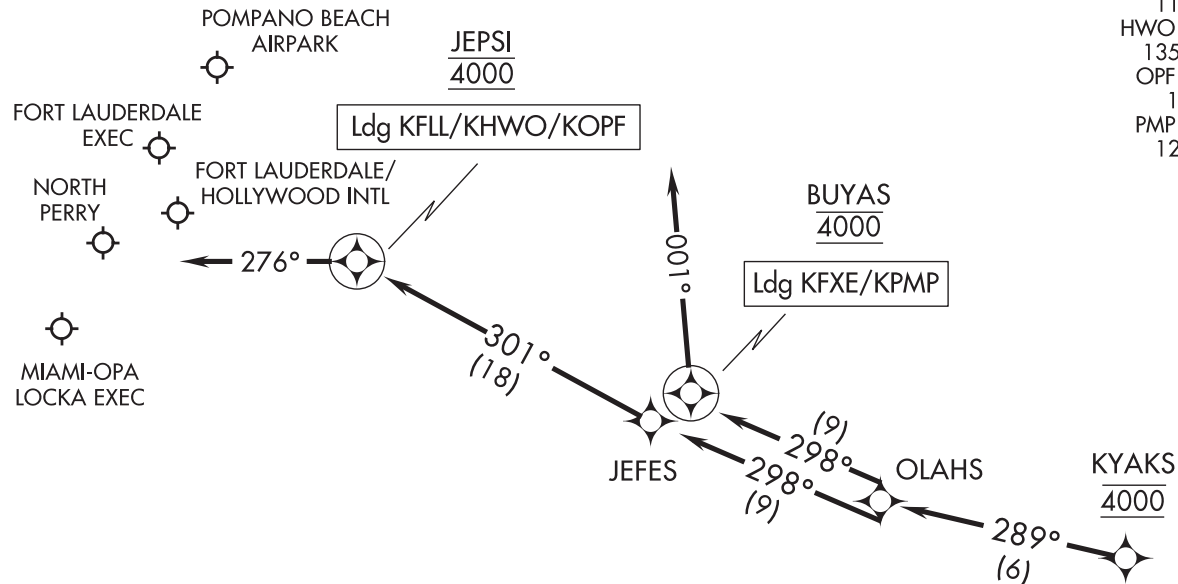 POMPANO BEACH
AIRPARK
JEPSI
4000
Ldg KFLL/KHWO/KOPF
FORT LAUDERDALE
EXEC
FORT LAUDERDALE/
HOLLYWOOD INTL
NORTH
PERRY
276°
MIAMI-OPA
LOCKA EXEC
301°
(18)
001°
BUYAS
4000
Ldg KFXE/KPMP
JEFES
(9)
298°
298°
(9)
OLAHS
KYAKS
4000
289°
(6)
11
HWO
135
OPF
1
PMP
12